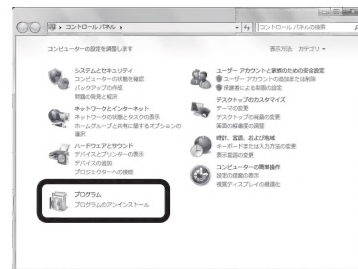 コントロール パネル
コントロール パネルの検索
コンピューターの設定を調整します
表示方法: カテゴリ
システムとセキュリティ
コンピューターの状態を確認
バックアップの作成
問題の発見と解決
ネットワークとインターネット
ネットワークの状態とタスクの表示
ホームグループと共有に関するオプションの
選択
ハードウェアとサウンド
デバイスとプリンターの表示
デバイスの追加
プロジェクターへの接続
プログラム
プログラムのアンインストール
ユーザー アカウントと家族のための安全設定
ユーザー アカウントの追加または削除
保護者による制限の設定
デスクトップのカスタマイズ
テーマの変更
デスクトップの背景の変更
画面の解像度の調整
時計、言語、および地域
キーボードまたは入力方法の変更
表示言語の変更
コンピューターの簡単操作
設定の提案の表示
視覚ディスプレイの最適化